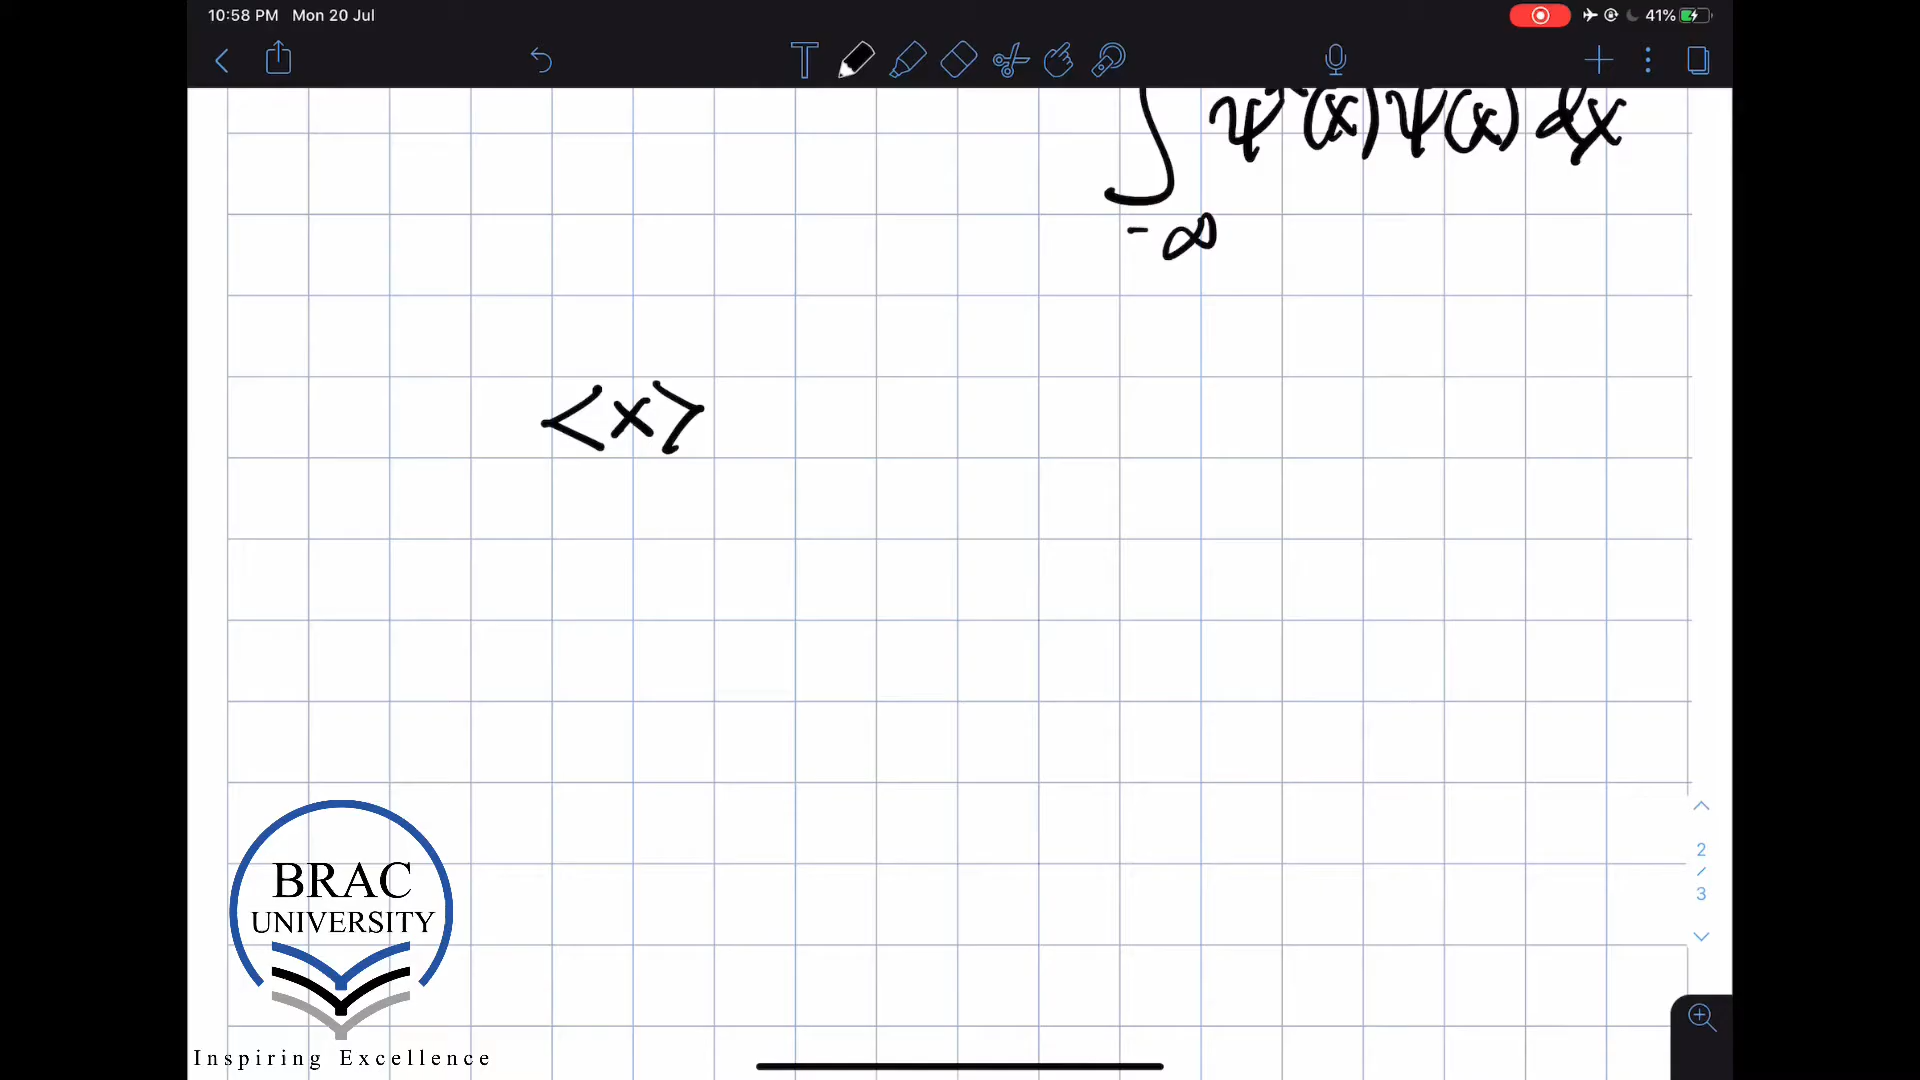 10:58 PM Mon 20 Jul 41%
∫ ψ*(x) ψ(x) dx
-∞
<x>
2
/
3
BRAC
UNIVERSITY
Inspiring Excellence